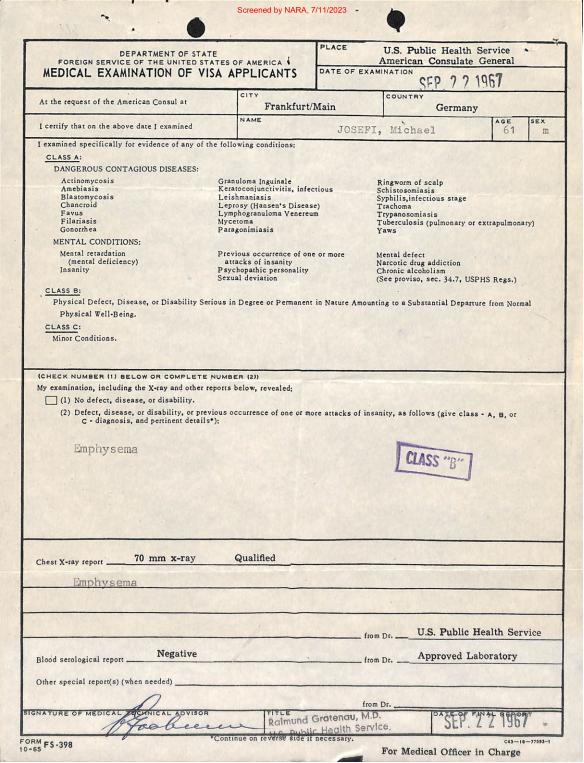 Screened by NARA, 7/11/2023
DEPARTMENT OF STATE
FOREIGN SERVICE OF THE UNITED STATES OF AMERICA
MEDICAL EXAMINATION OF VISA APPLICANTS
PLACE
U.S. Public Health Service
American Consulate General
DATE OF EXAMINATION
SEP 22 1967
At the request of the American Consul at
CITY
Frankfurt/Main
COUNTRY
Germany
I certify that on the above date I examined
NAME
JOSEFI, Michael
AGE
61
SEX
m
I examined specifically for evidence of any of the following conditions:
CLASS A:
DANGEROUS CONTAGIOUS DISEASES:
Actinomycosis
Amebiasis
Blastomycosis
Chancroid
Favus
Filariasis
Gonorrhea
Granuloma Inguinale
Keratoconjunctivitis, infectious
Leishmaniasis
Leprosy (Hansen's Disease)
Lymphogranuloma Venereum
Mycetoma
Paragonimiasis
Ringworm of scalp
Schistosomiasis
Syphilis, infectious stage
Trachoma
Trypanosomiasis
Tuberculosis (pulmonary or extrapulmonary)
Yaws
MENTAL CONDITIONS:
Mental retardation
(mental deficiency)
Insanity
Previous occurrence of one or more
attacks of insanity
Psychopathic personality
Sexual deviation
Mental defect
Narcotic drug addiction
Chronic alcoholism
(See proviso, sec. 34.7, USPHS Regs.)
CLASS B:
Physical Defect, Disease, or Disability Serious in Degree or Permanent in Nature Amounting to a Substantial Departure from Normal
Physical Well-Being.
CLASS C:
Minor Conditions.
(CHECK NUMBER (1) BELOW OR COMPLETE NUMBER (2))
My examination, including the X-ray and other reports below, revealed:
(1) No defect, disease, or disability.
(2) Defect, disease, or disability, or previous occurrence of one or more attacks of insanity, as follows (give class - A, B, or
C - diagnosis, and pertinent details*):
Emphysema
CLASS "B"
Chest X-ray report 70 mm x-ray Qualified
Emphysema
from Dr. U.S. Public Health Service
Blood serological report Negative from Dr. Approved Laboratory
Other special report(s) (when needed)
from Dr.
SIGNATURE OF MEDICAL TECHNICAL ADVISOR
TITLE
Raimund Gratenau, M.D.
U.S. Public Health Service.
DATE OF FINAL REPORT
SEP. 22 1967
FORM FS-398
10-65
*Continue on reverse side if necessary.
For Medical Officer in Charge